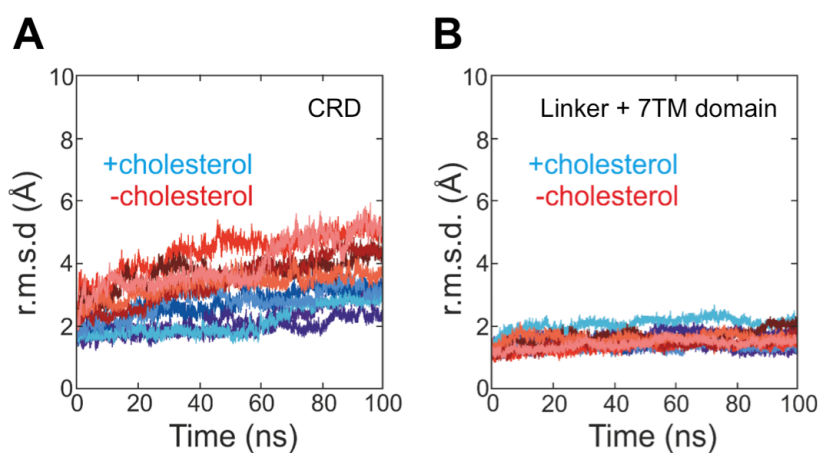 A
B
10
8
6
4
2
0
r.m.s.d (Å)
CRD
+cholesterol
-cholesterol
0 20 40 60 80 100
Time (ns)
10
8
6
4
2
0
r.m.s.d. (Å)
Linker + 7TM domain
+cholesterol
-cholesterol
0 20 40 60 80 100
Time (ns)